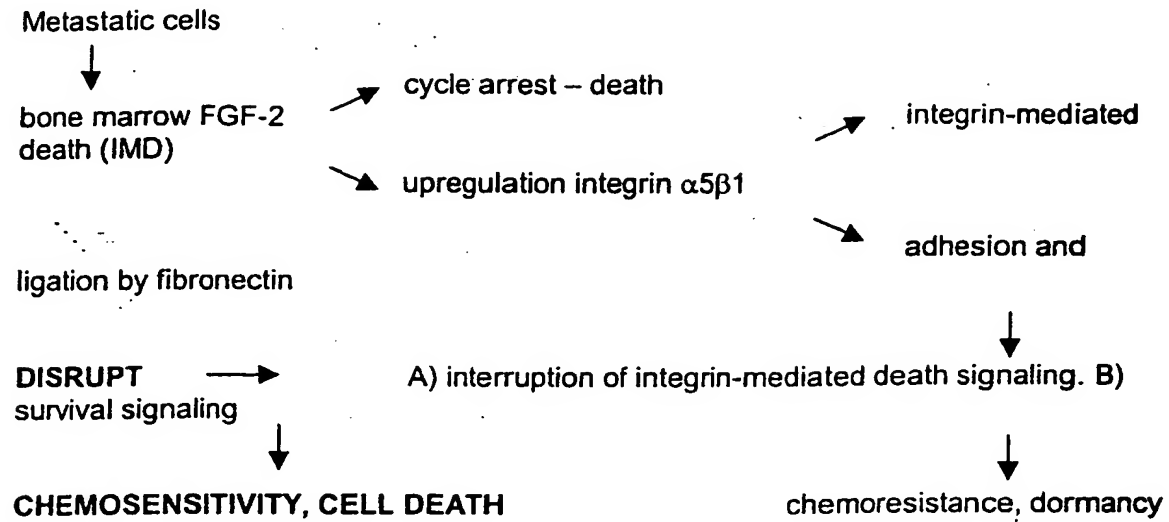 Metastatic cells
cycle arrest – death
bone marrow FGF-2
integrin-mediated
death (IMD)
upregulation integrin α5β1
adhesion and
ligation by fibronectin
DISRUPT
A) interruption of integrin-mediated death signaling. B)
survival signaling
CHEMOSENSITIVITY, CELL DEATH
chemoresistance, dormancy